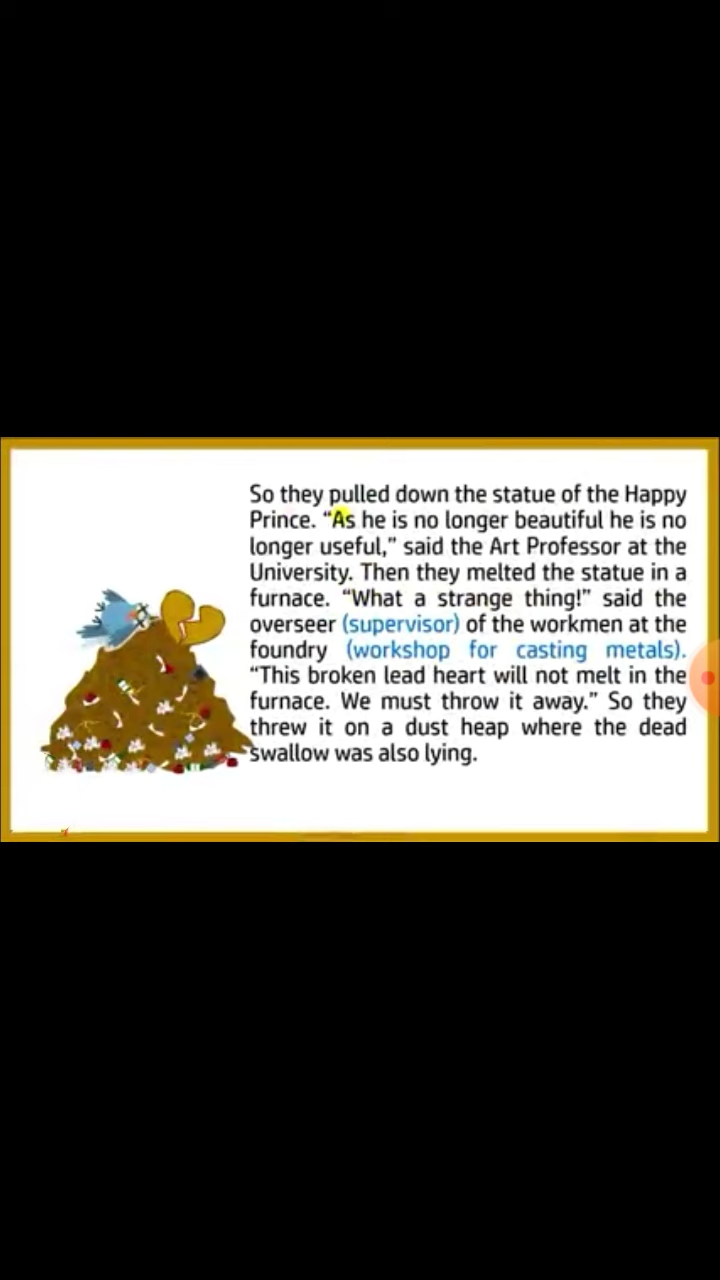 So they pulled down the statue of the Happy
Prince. “As he is no longer beautiful he is no
longer useful,” said the Art Professor at the
University. Then they melted the statue in a
furnace. “What a strange thing!” said the
overseer (supervisor) of the workmen at the
foundry (workshop for casting metals).
“This broken lead heart will not melt in the
furnace. We must throw it away.” So they
threw it on a dust heap where the dead
swallow was also lying.